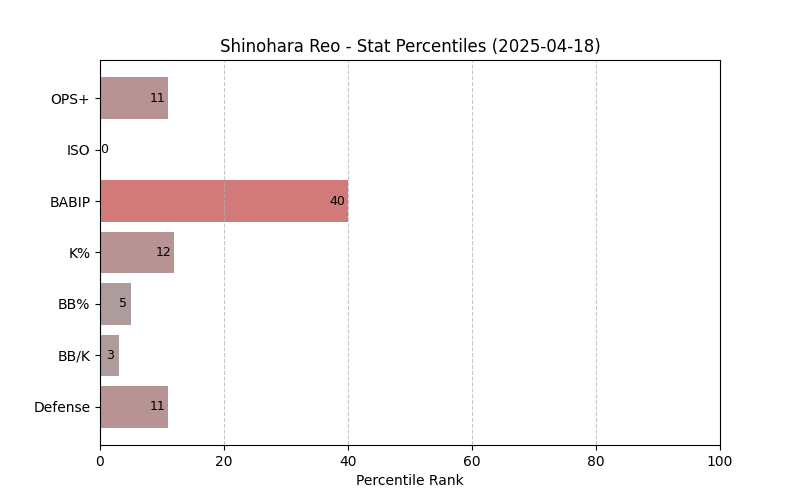 Shinohara Reo - Stat Percentiles (2025-04-18)
OPS+ 11
ISO 0
BABIP 40
K% 12
BB% 5
BB/K 3
Defense 11
0 20 40 60 80 100
Percentile Rank